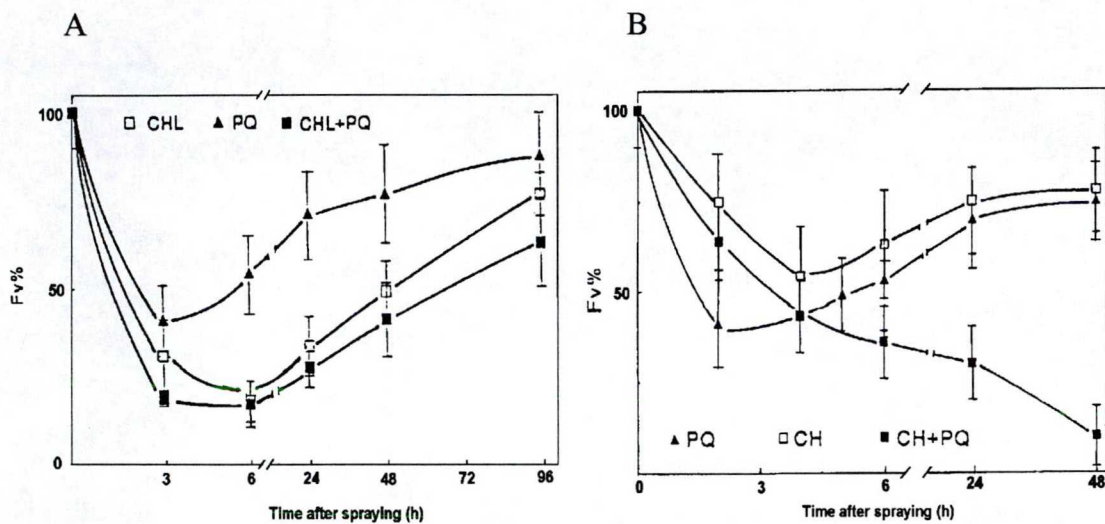 A
B
100
□ CHL ▲ PQ ■ CHL+PQ
Fv%
50
0
3 6 24 48 72 96
Time after spraying (h)
100
Fv%
50
▲ PQ □ CH ■ CH+PQ
0 3 6 24 48
Time after spraying (h)